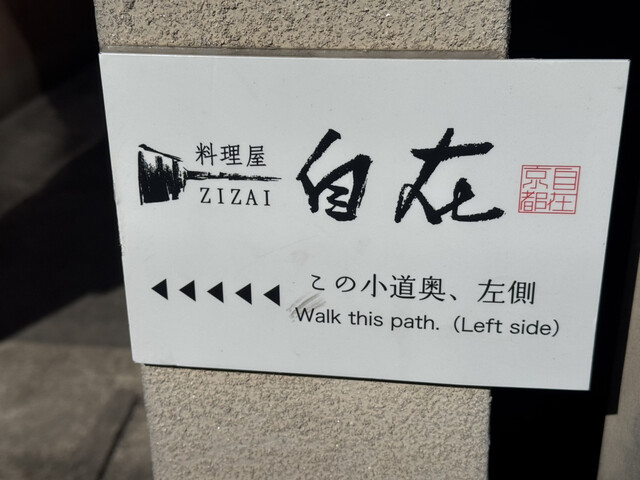 料理屋
ZIZAI
自在
自在
京都
◀◀◀◀◀
この小道奥、左側
Walk this path. (Left side)